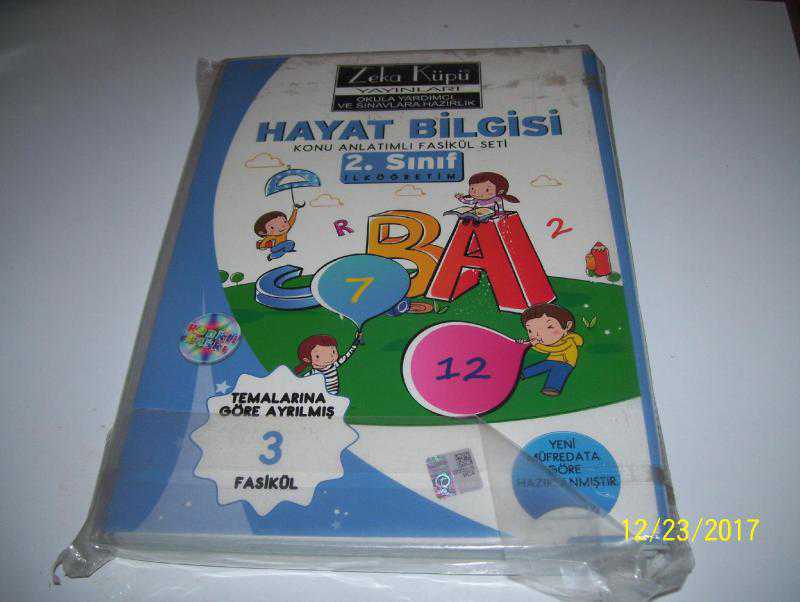 Zeka Küpü
YAYINLARI
OKULA YARDIMCI
VE SINAVLARA HAZIRLIK
HAYAT BİLGİSİ
KONU ANLATIMLI FASİKÜL SETİ
2. Sınıf
İLKÖĞRETİM
R
2
C
B
A
I
7
12
TEMALARINA
GÖRE AYRILMIŞ
3
FASİKÜL
YENİ
MÜFREDATA
GÖRE
HAZIRLANMIŞTIR
12/23/2017